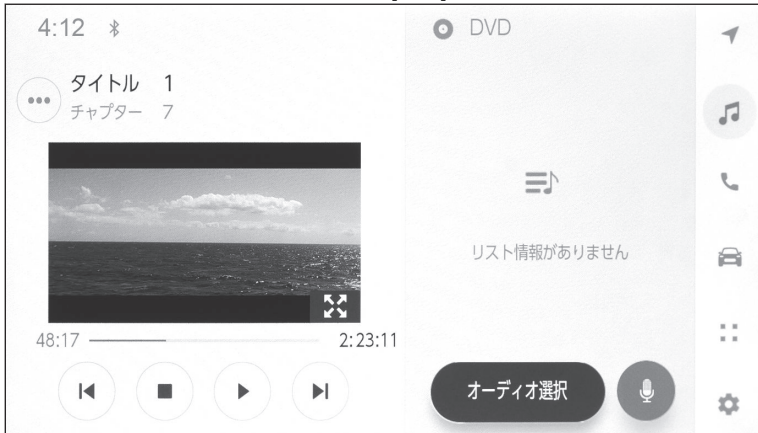 4:12
タイトル 1
チャプター 7
48:17
2:23:11
DVD
リスト情報がありません
オーディオ選択